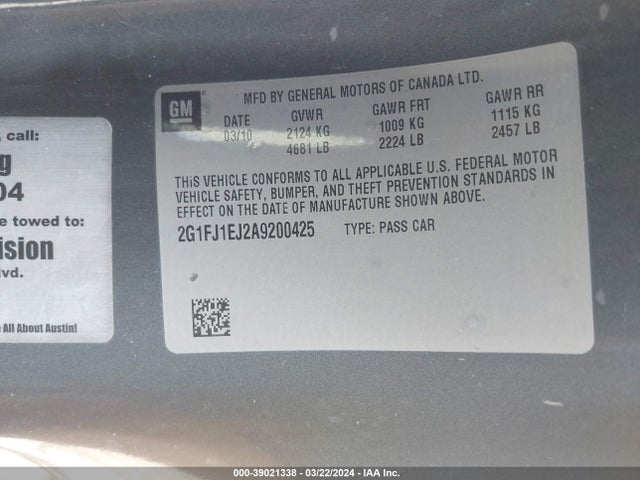 GM
MFD BY GENERAL MOTORS OF CANADA LTD.
DATE GVWR GAWR FRT GAWR RR
03/10 2124 KG 1009 KG 1115 KG
4681 LB 2224 LB 2457 LB
THIS VEHICLE CONFORMS TO ALL APPLICABLE U.S. FEDERAL MOTOR
VEHICLE SAFETY, BUMPER, AND THEFT PREVENTION STANDARDS IN
EFFECT ON THE DATE OF MANUFACTURE SHOWN ABOVE.
2G1FJ1EJ2A9200425 TYPE: PASS CAR
, call:
g
04
e towed to:
ision
lvd.
e All About Austin!
000-39021338 - 03/22/2024 - IAA Inc.